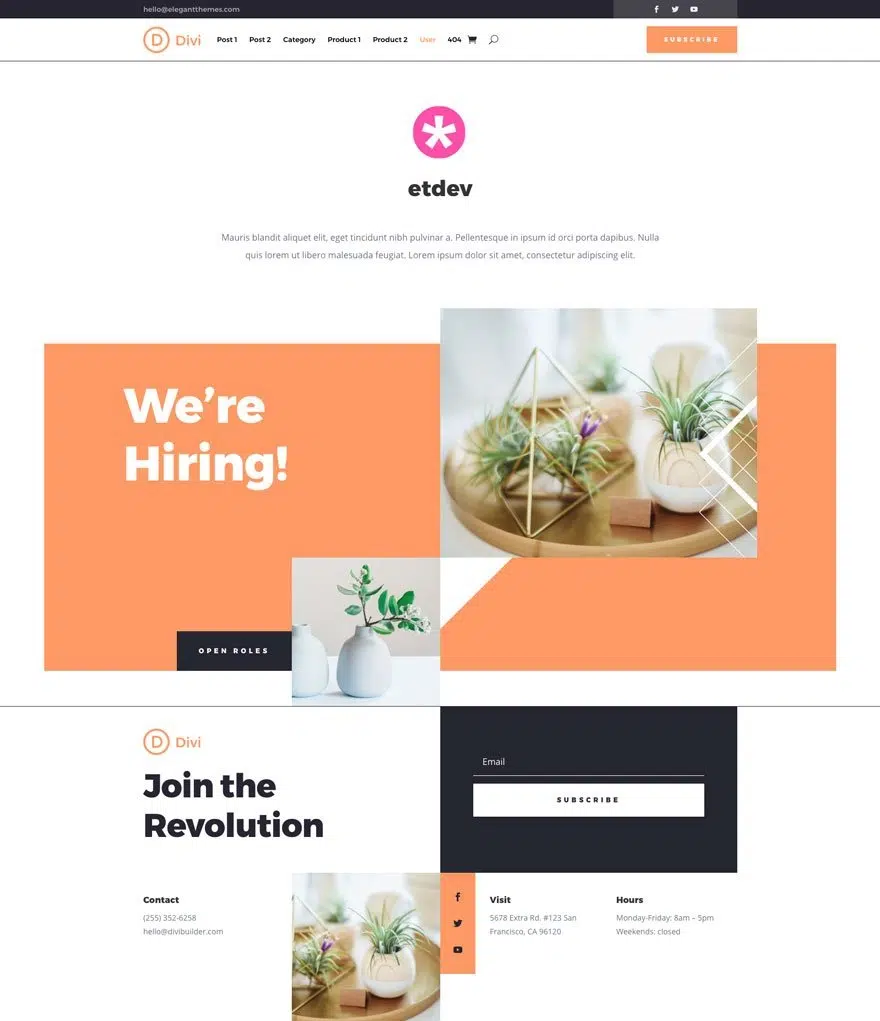 hello@elegantthemes.com
Divi Post 1 Post 2 Category Product 1 Product 2 User 404 SUBSCRIBE
etdev
Mauris blandit aliquet elit, eget tincidunt nibh pulvinar a. Pellentesque in ipsum id orci porta dapibus. Nulla
quis lorem ut libero malesuada feugiat. Lorem ipsum dolor sit amet, consectetur adipiscing elit.
We're
Hiring!
OPEN ROLES
Divi
Join the
Revolution
Email
SUBSCRIBE
Contact
(255) 352-6258
hello@divibuilder.com
Visit
5678 Extra Rd. #123 San
Francisco, CA 96120
Hours
Monday-Friday: 8am – 5pm
Weekends: closed